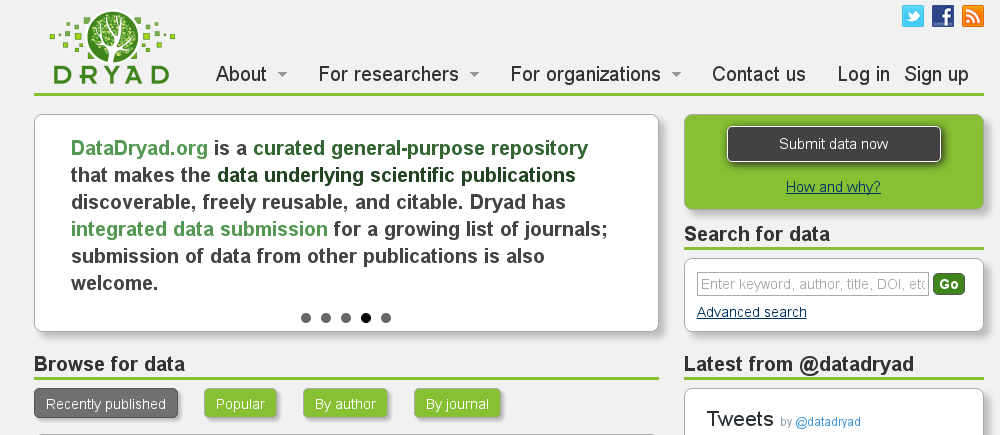 DRYAD
About
For researchers
For organizations
Contact us
Log in
Sign up
DataDryad.org is a curated general-purpose repository
that makes the data underlying scientific publications
discoverable, freely reusable, and citable. Dryad has
integrated data submission for a growing list of journals;
submission of data from other publications is also
welcome.
Submit data now
How and why?
Search for data
Enter keyword, author, title, DOI, etc
Go
Advanced search
Browse for data
Recently published
Popular
By author
By journal
Latest from @datadryad
Tweets by @datadryad